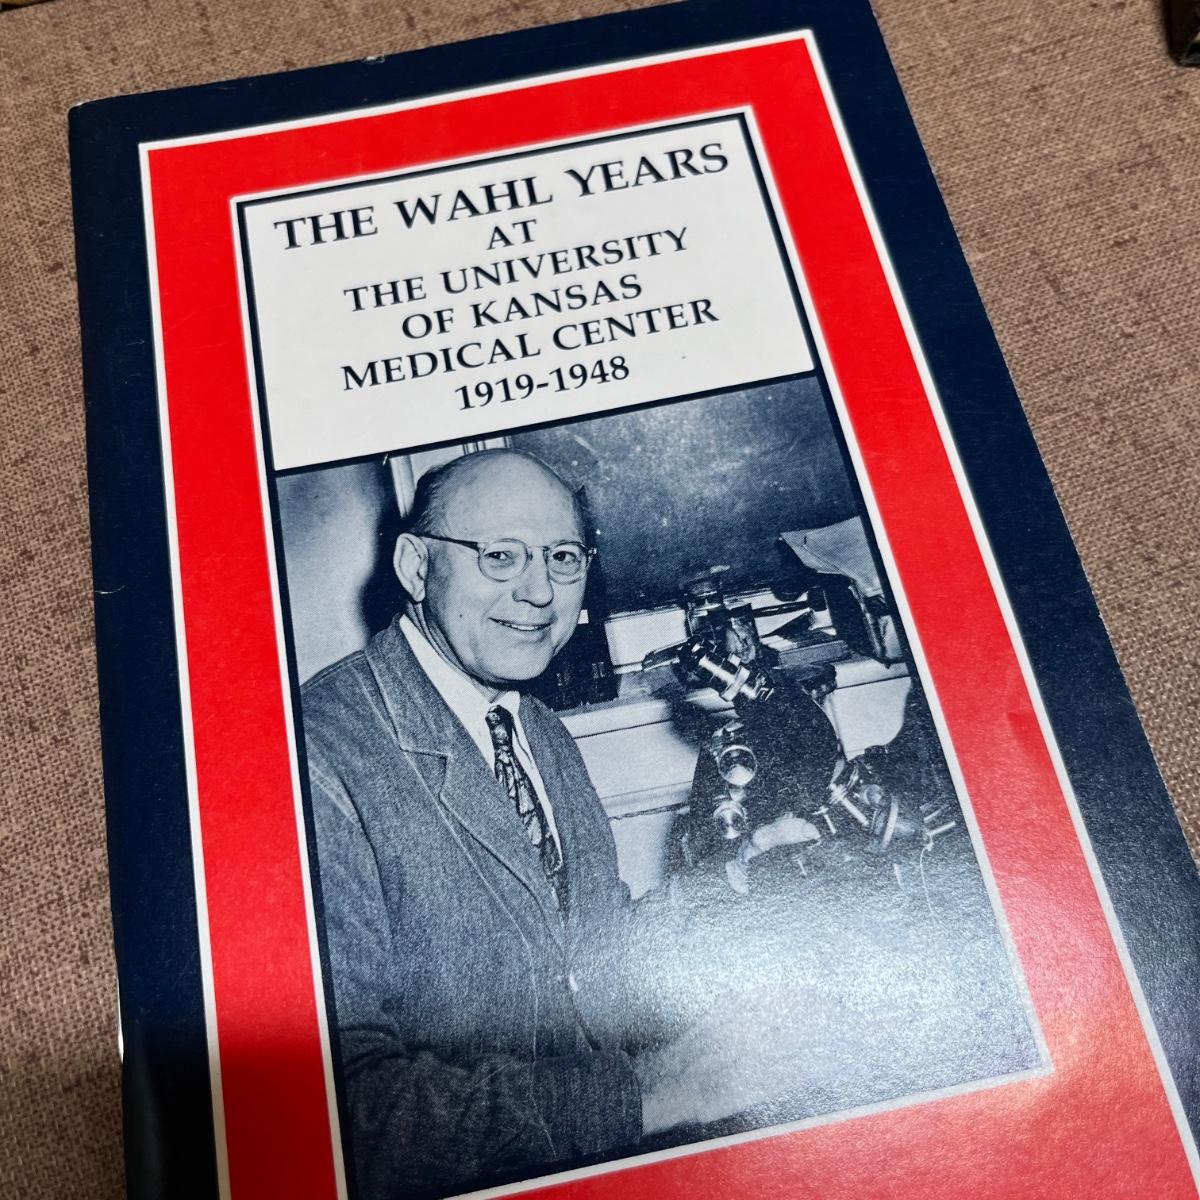 THE WAHL YEARS
AT
THE UNIVERSITY
OF KANSAS
MEDICAL CENTER
1919-1948